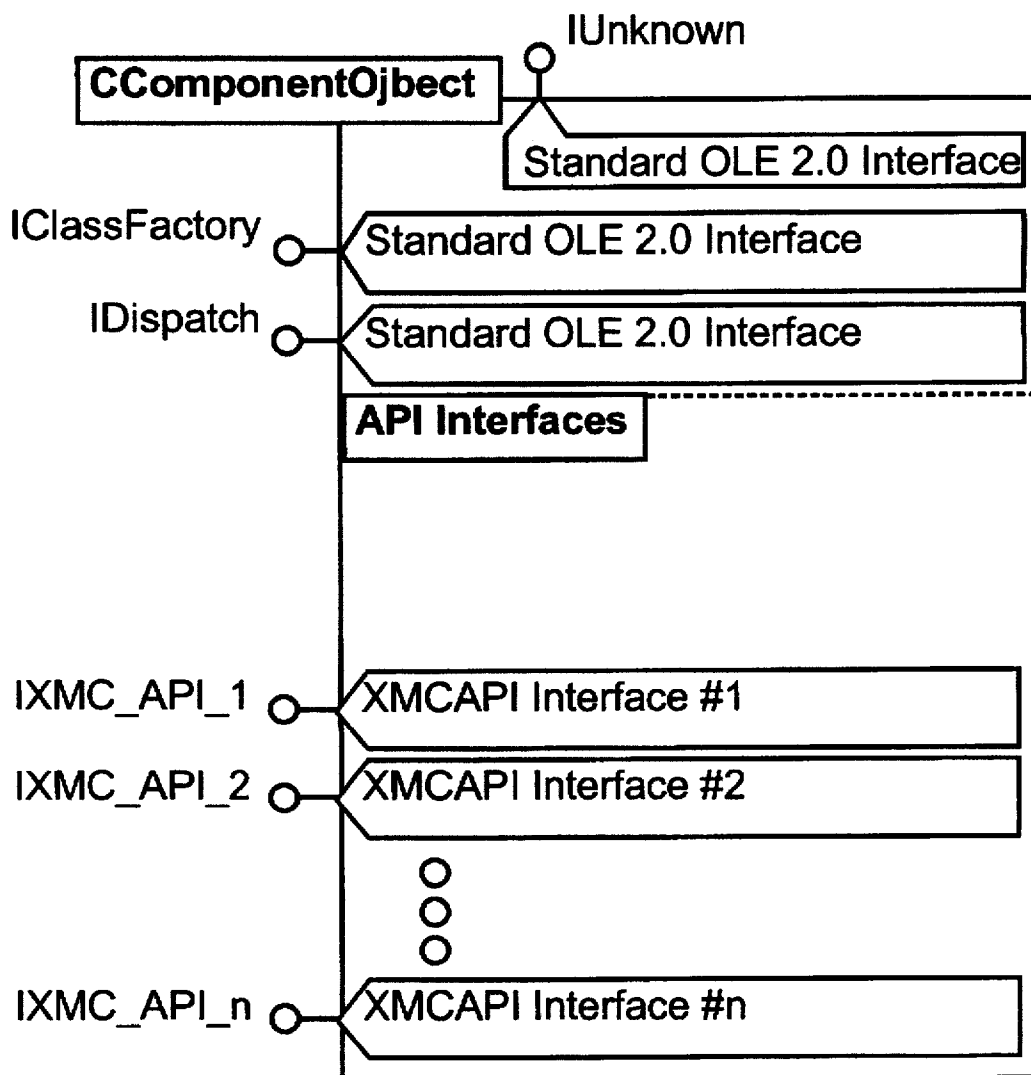 IUnknown
CComponentOjbect
Standard OLE 2.0 Interface
IClassFactory
Standard OLE 2.0 Interface
IDispatch
Standard OLE 2.0 Interface
API Interfaces
IXMC_API_1
XMCAPI Interface #1
IXMC_API_2
XMCAPI Interface #2
IXMC_API_n
XMCAPI Interface #n